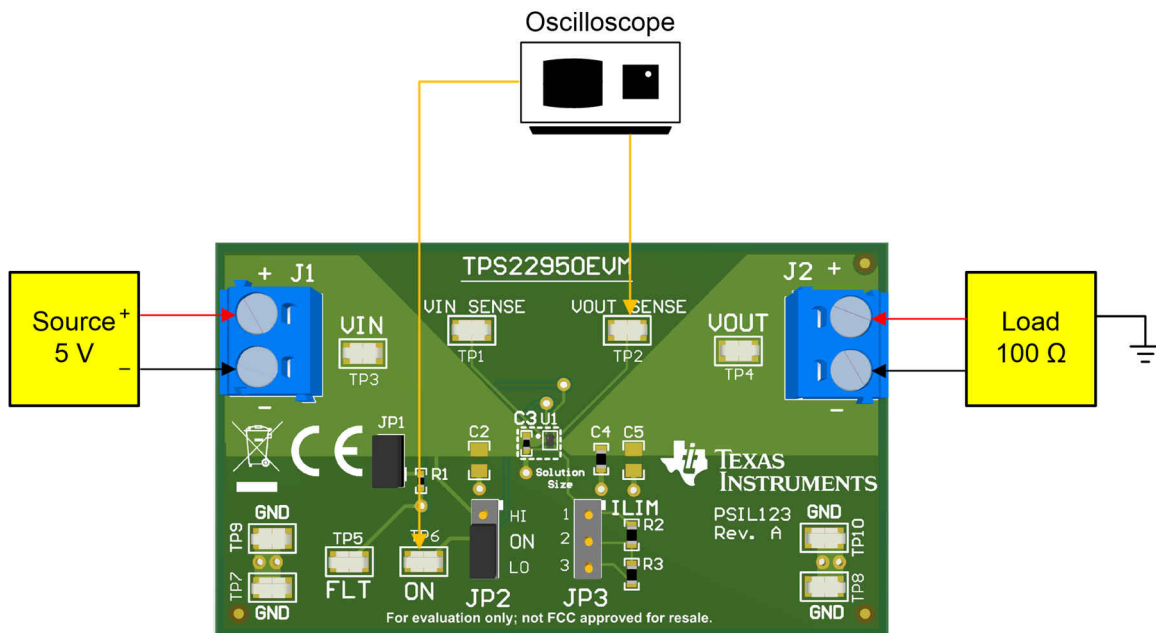 Oscilloscope
TPS22950EVM
+ J1
J2 +
VIN SENSE
VOUT SENSE
Source +
5 V
–
VIN
VOUT
Load
100 Ω
TP1
TP2
TP3
TP4
-
-
JP1
C3
U1
C2
C4
C5
CE
R1
Solution
Size
TEXAS
INSTRUMENTS
HI
ILIM
1
PSIL123
Rev. A
GND
GND
TP9
TP5
TP6
ON
2
R2
TP10
TP7
FLT
ON
LO
3
R3
TP8
GND
JP2
JP3
GND
For evaluation only; not FCC approved for resale.